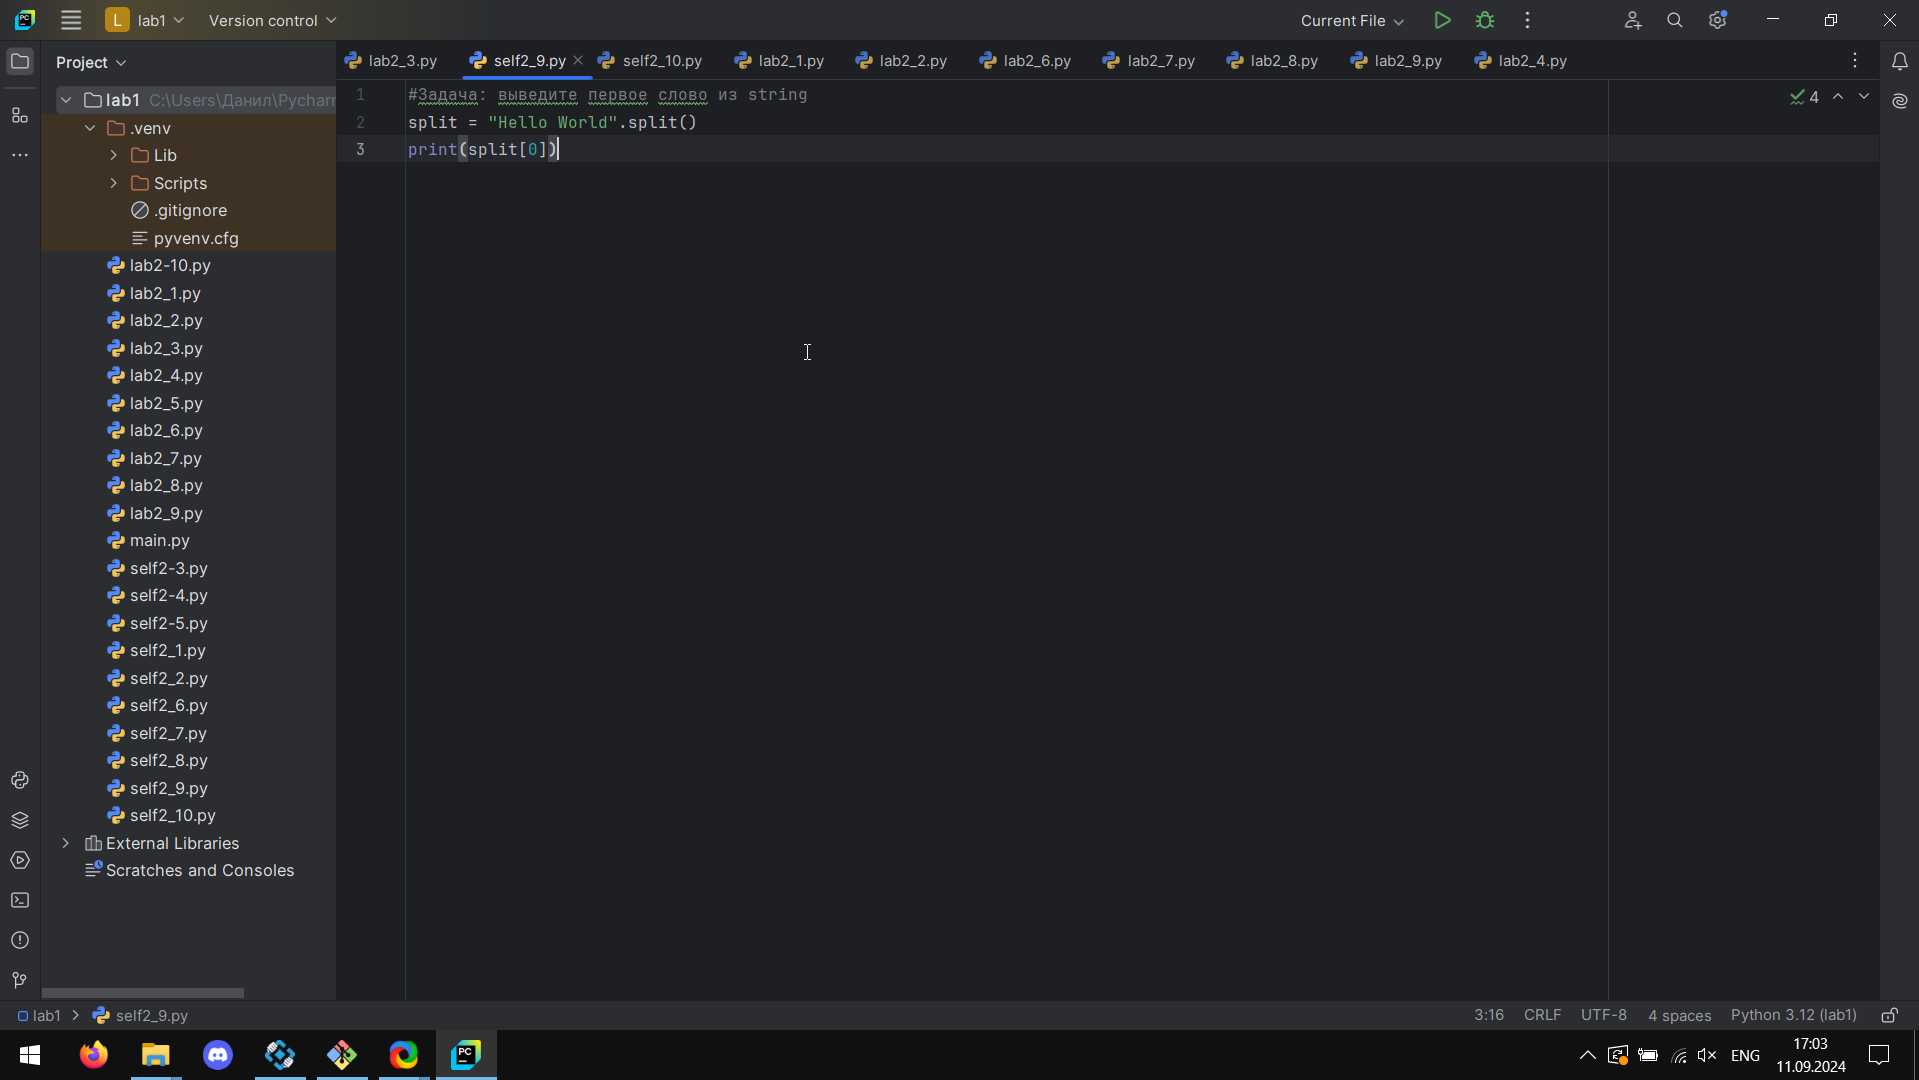 L lab1 Version control Current File
Project
lab2_3.py self2_9.py self2_10.py lab2_1.py lab2_2.py lab2_6.py lab2_7.py lab2_8.py lab2_9.py lab2_4.py
lab1 C:\Users\Данил\Pychar
.venv
Lib
Scripts
.gitignore
pyvenv.cfg
lab2-10.py
lab2_1.py
lab2_2.py
lab2_3.py
lab2_4.py
lab2_5.py
lab2_6.py
lab2_7.py
lab2_8.py
lab2_9.py
main.py
self2-3.py
self2-4.py
self2-5.py
self2_1.py
self2_2.py
self2_6.py
self2_7.py
self2_8.py
self2_9.py
self2_10.py
External Libraries
Scratches and Consoles
1 #Задача: выведите первое слово из string
2 split = "Hello World".split()
3 print(split[0])
4
lab1 > self2_9.py
3:16 CRLF UTF-8 4 spaces Python 3.12 (lab1)
PC
ENG
17:03
11.09.2024